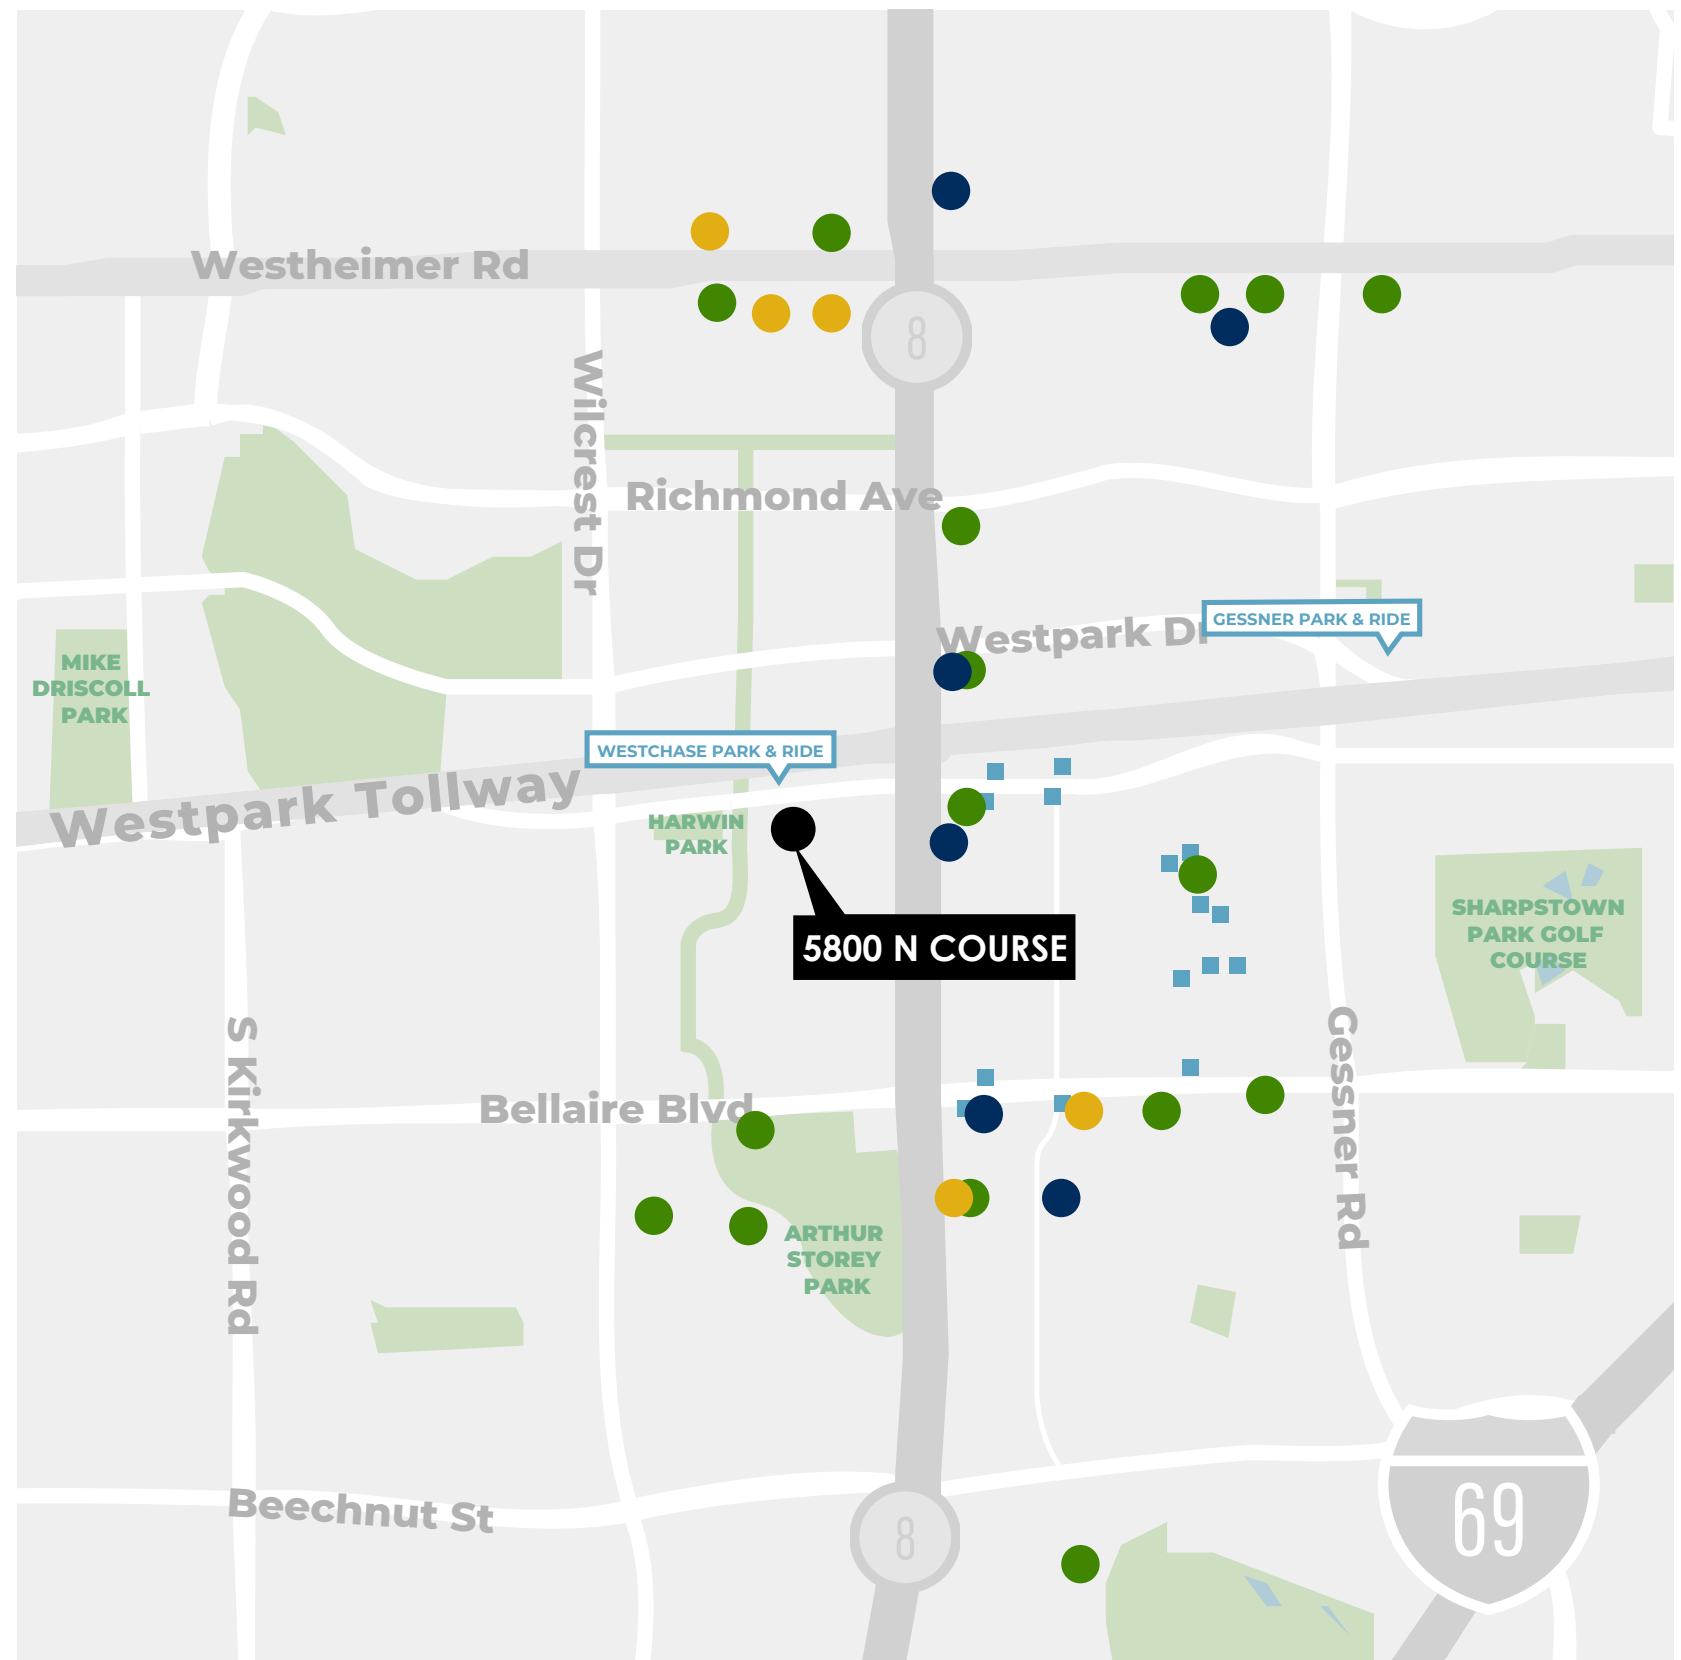 Westheimer Rd
8
Wilcrest Dr
Richmond Ave
GESSNER PARK & RIDE
Westpark Dr
MIKE
DRISCOLL
PARK
WESTCHASE PARK & RIDE
Westpark Tollway
HARWIN
PARK
SHARPSTOWN
PARK GOLF
COURSE
5800 N COURSE
S Kirkwood Rd
Gessner Rd
Bellaire Blvd
ARTHUR
STOREY
PARK
Beechnut St
69
8